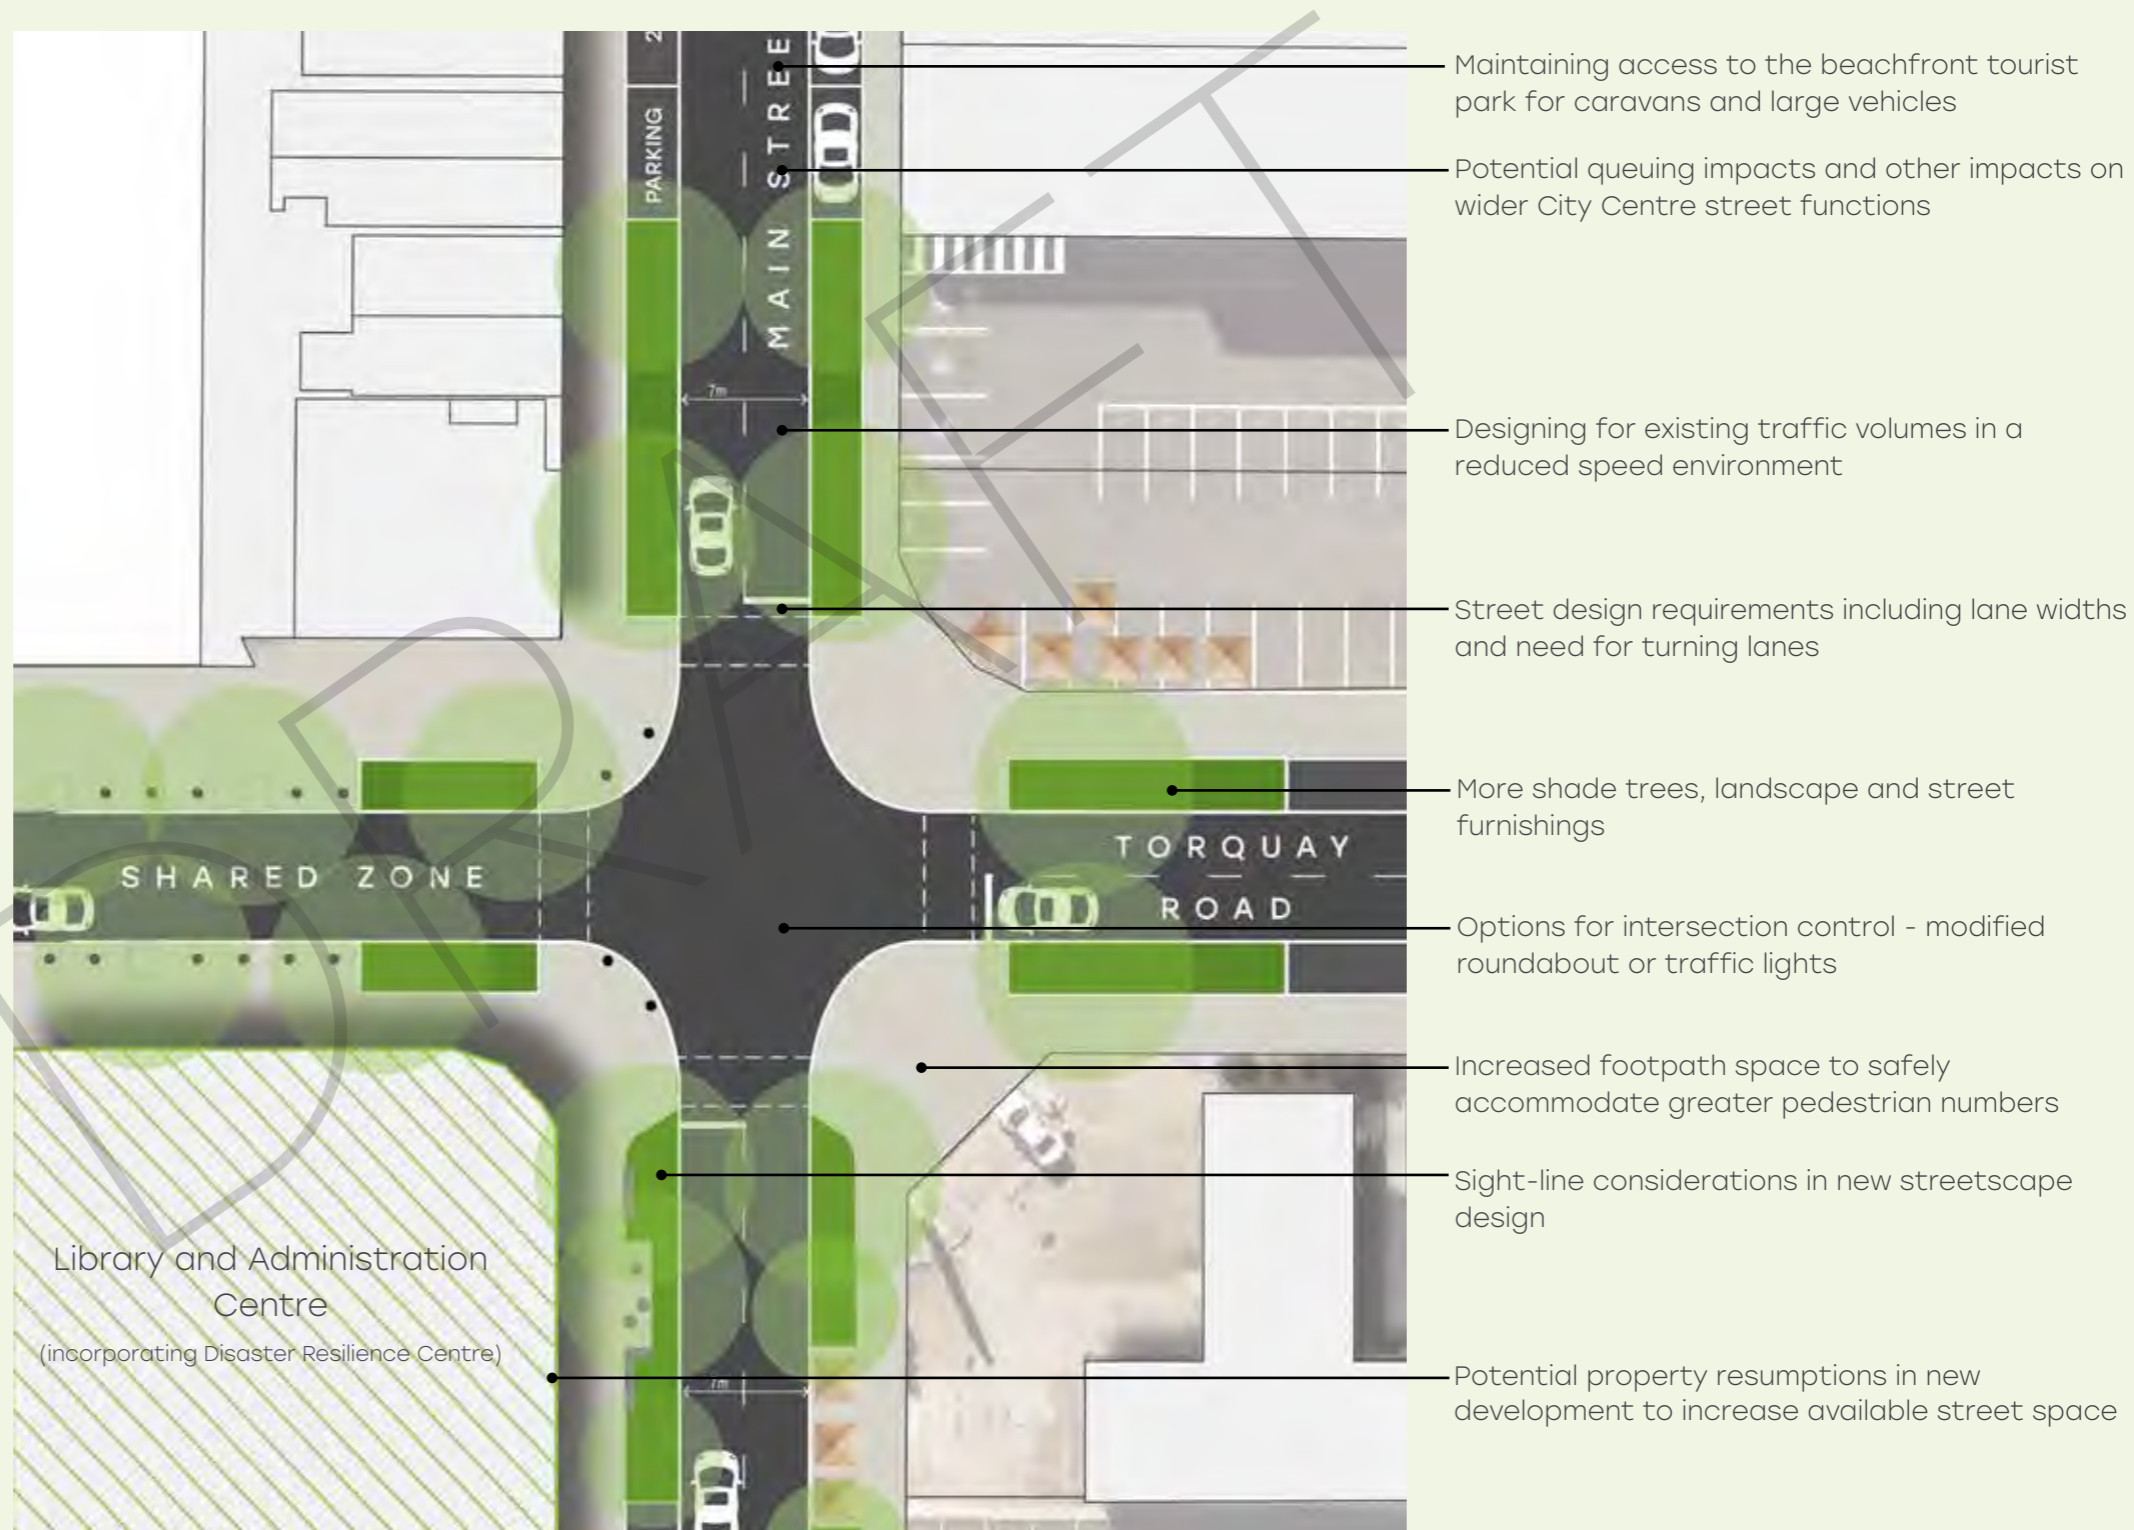 2
PARKING
MAIN STREE
7m
SHARED ZONE
TORQUAY
ROAD
Library and Administration
Centre
(incorporating Disaster Resilience Centre)
7m
DRAFT
Maintaining access to the beachfront tourist
park for caravans and large vehicles
Potential queuing impacts and other impacts on
wider City Centre street functions
Designing for existing traffic volumes in a
reduced speed environment
Street design requirements including lane widths
and need for turning lanes
More shade trees, landscape and street
furnishings
Options for intersection control - modified
roundabout or traffic lights
Increased footpath space to safely
accommodate greater pedestrian numbers
Sight-line considerations in new streetscape
design
Potential property resumptions in new
development to increase available street space